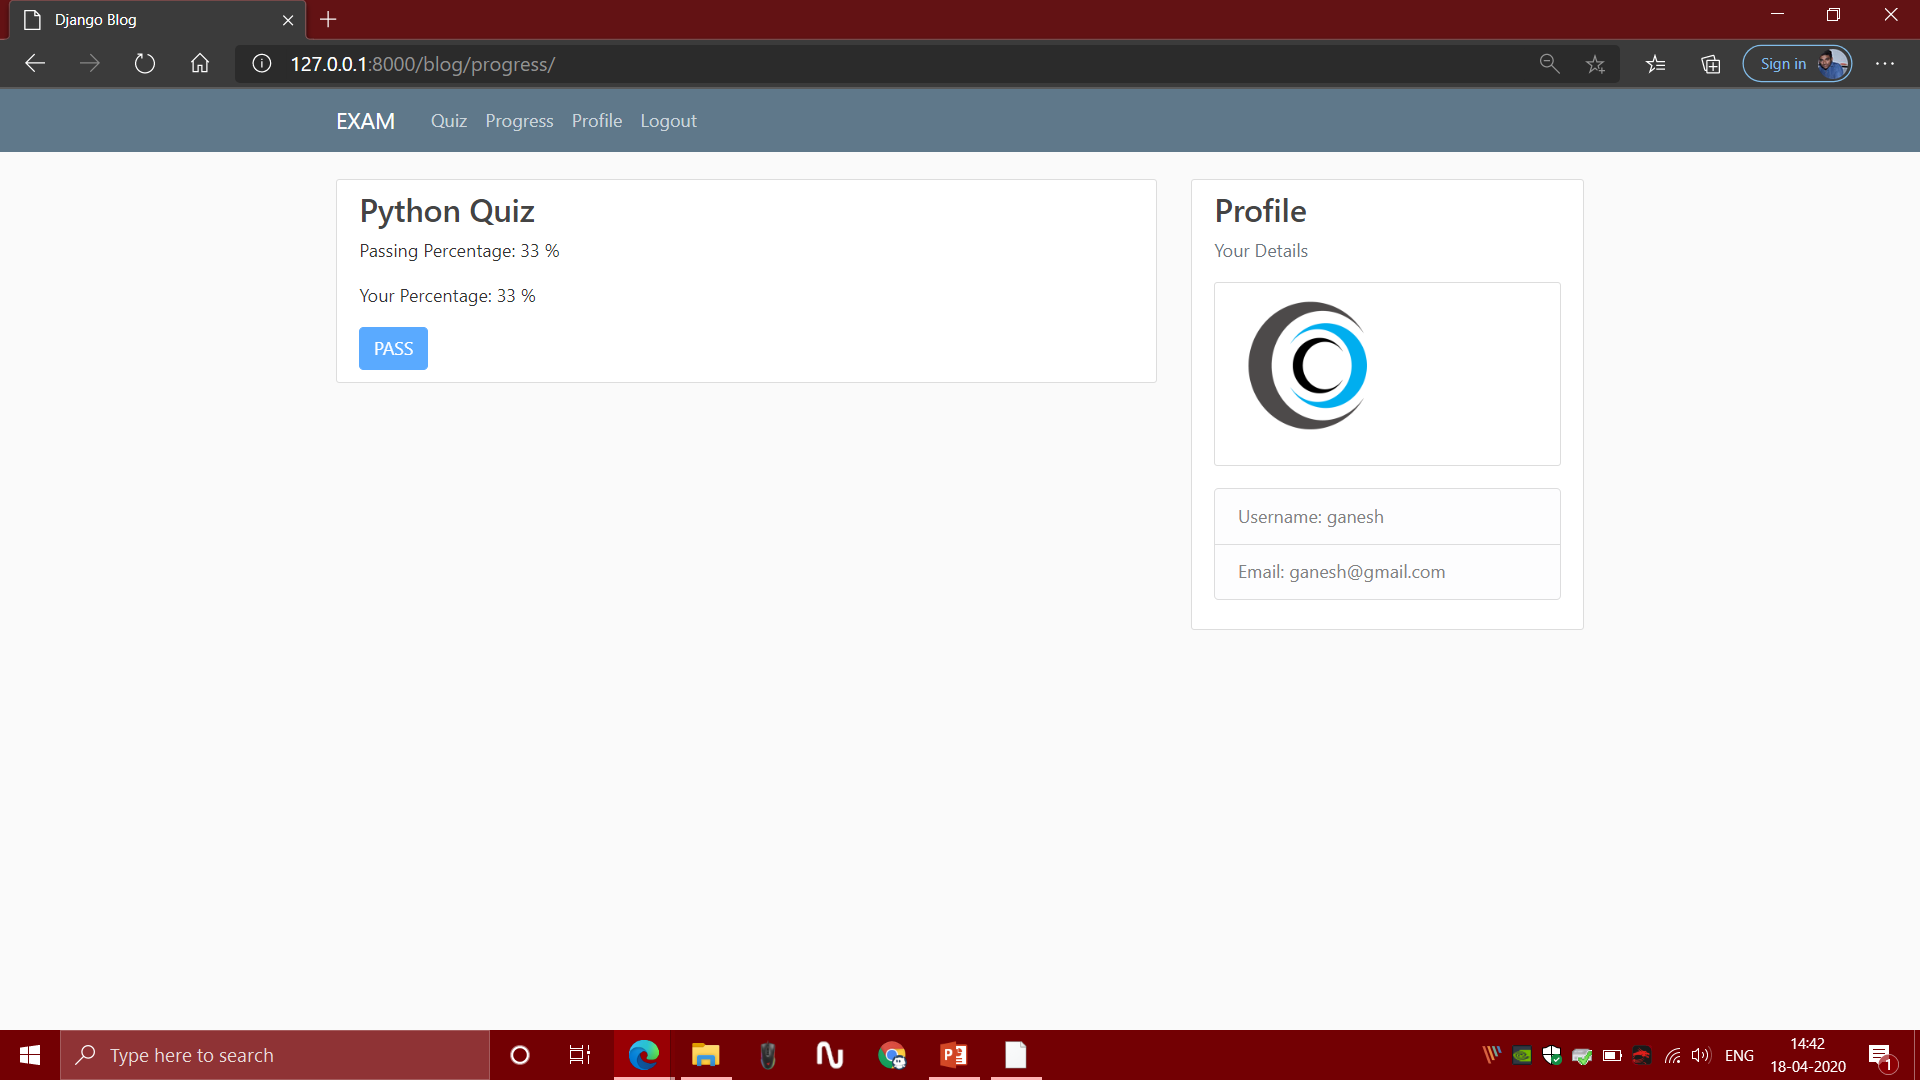 Django Blog
127.0.0.1:8000/blog/progress/
Sign in
EXAM Quiz Progress Profile Logout
Python Quiz
Passing Percentage: 33 %
Your Percentage: 33 %
PASS
Profile
Your Details
Username: ganesh
Email: ganesh@gmail.com
Type here to search
ENG
14:42
18-04-2020
1